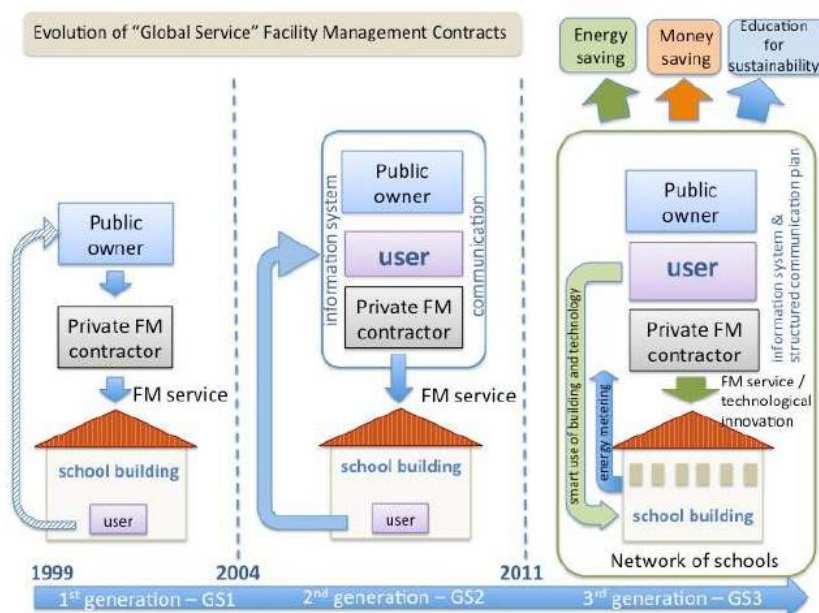 Evolution of “Global Service” Facility Management Contracts
Energy
saving
Money
saving
Education
for
sustainability
Public
owner
Private FM
contractor
FM service
school building
user
information system
communication
Public
owner
user
Private FM
contractor
FM service
school building
user
Public
owner
user
Private FM
contractor
information system &
structured communication plan
smart use of building and technology
energy metering
FM service /
technological
innovation
school building
Network of schools
1999
2004
2011
1st generation – GS1
2nd generation – GS2
3rd generation – GS3